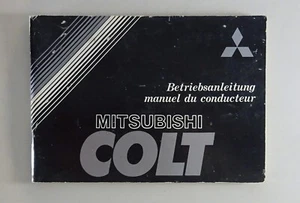 Betriebsanleitung
manuel du conducteur
MITSUBISHI
COLT